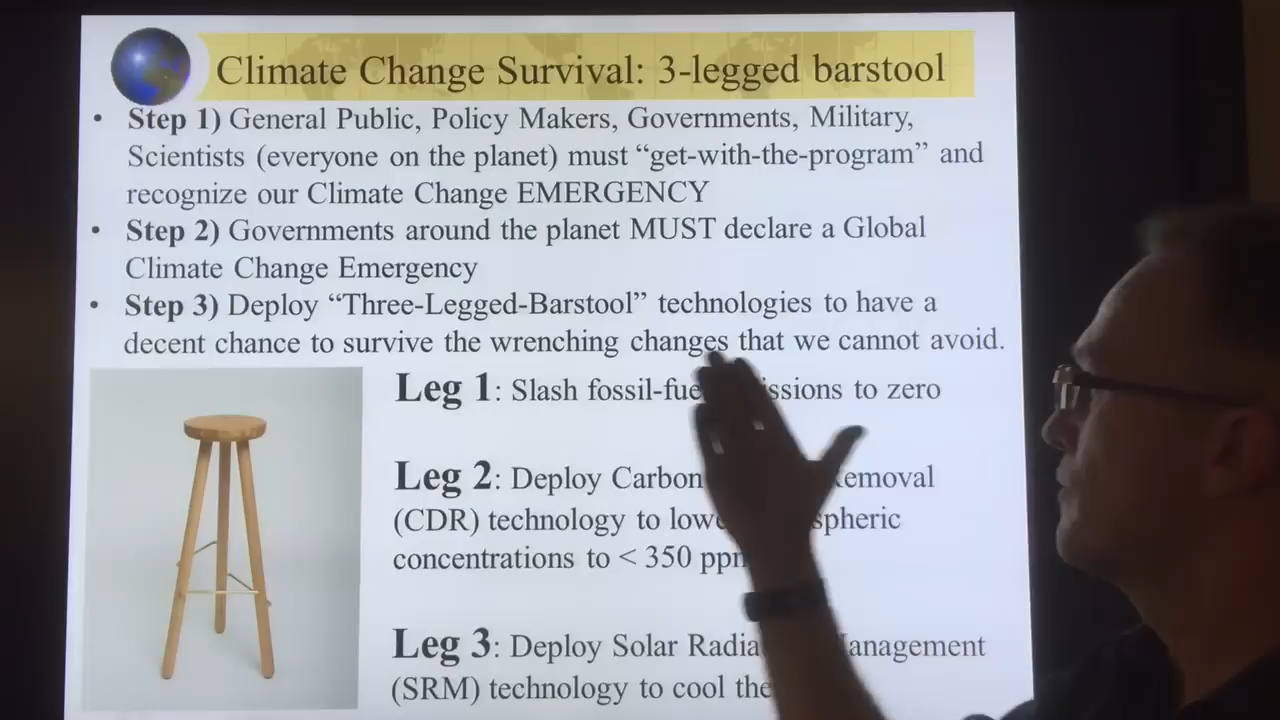 Climate Change Survival: 3-legged barstool
• Step 1) General Public, Policy Makers, Governments, Military,
Scientists (everyone on the planet) must “get-with-the-program” and
recognize our Climate Change EMERGENCY
• Step 2) Governments around the planet MUST declare a Global
Climate Change Emergency
• Step 3) Deploy “Three-Legged-Barstool” technologies to have a
decent chance to survive the wrenching changes that we cannot avoid.
Leg 1: Slash fossil-fue ssions to zero
Leg 2: Deploy Carbon emoval
(CDR) technology to low spheric
concentrations to < 350 pp
Leg 3: Deploy Solar Radia anagement
(SRM) technology to cool the